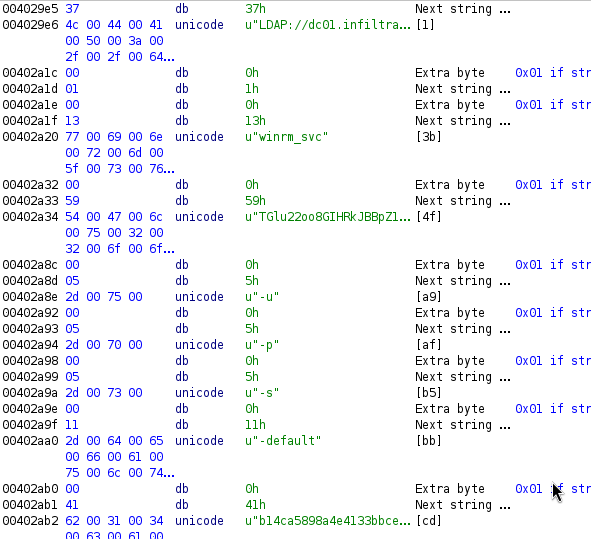 004029e5 37 db 37h Next string ...
004029e6 4c 00 44 00 41 unicode u"LDAP://dc01.infiltra... [1]
00 50 00 3a 00
2f 00 2f 00 64...
00402a1c 00 db 0h Extra byte 0x01 if str
00402a1d 01 db 1h Next string ...
00402a1e 00 db 0h Extra byte 0x01 if str
00402a1f 13 db 13h Next string ...
00402a20 77 00 69 00 6e unicode u"winrm_svc" [3b]
00 72 00 6d 00
5f 00 73 00 76...
00402a32 00 db 0h Extra byte 0x01 if str
00402a33 59 db 59h Next string ...
00402a34 54 00 47 00 6c unicode u"TGlu22oo8GIHRkJBBpZ1... [4f]
00 75 00 32 00
32 00 6f 00 6f...
00402a8c 00 db 0h Extra byte 0x01 if str
00402a8d 05 db 5h Next string ...
00402a8e 2d 00 75 00 unicode u"-u" [a9]
00402a92 00 db 0h Extra byte 0x01 if str
00402a93 05 db 5h Next string ...
00402a94 2d 00 70 00 unicode u"-p" [af]
00402a98 00 db 0h Extra byte 0x01 if str
00402a99 05 db 5h Next string ...
00402a9a 2d 00 73 00 unicode u"-s" [b5]
00402a9e 00 db 0h Extra byte 0x01 if str
00402a9f 11 db 11h Next string ...
00402aa0 2d 00 64 00 65 unicode u"-default" [bb]
00 66 00 61 00
75 00 6c 00 74...
00402ab0 00 db 0h Extra byte 0x01 if str
00402ab1 41 db 41h Next string ...
00402ab2 62 00 31 00 34 unicode u"b14ca5898a4e4133bbce... [cd]
00 63 00 61 00